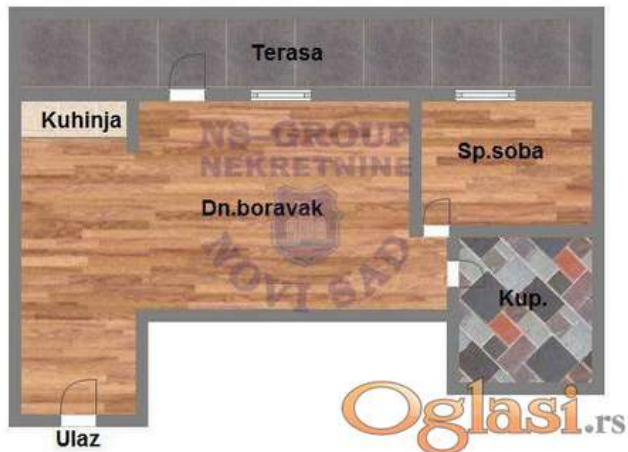 Terasa
Kuhinja
NS-GROUP
NEKRETNINE
Sp.soba
Dn.boravak
NOVI SAD
Kup.
Ulaz
Oglasi.rs